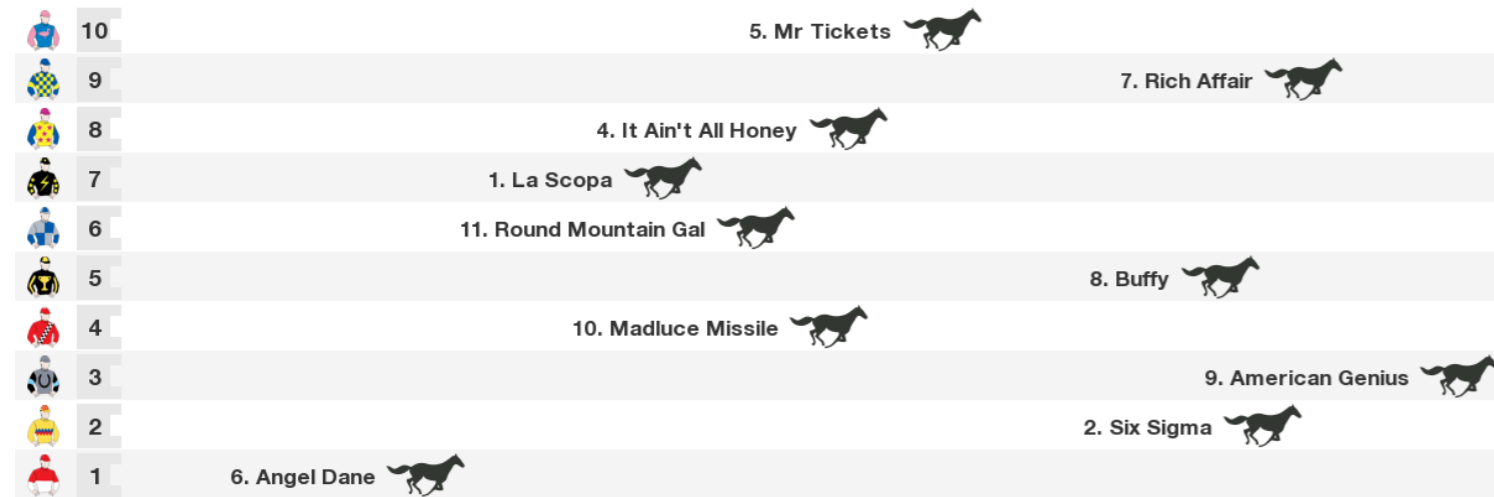 10 5. Mr Tickets
9 7. Rich Affair
8 4. It Ain't All Honey
7 1. La Scopa
6 11. Round Mountain Gal
5 8. Buffy
4 10. Madluce Missile
3 9. American Genius
2 2. Six Sigma
1 6. Angel Dane